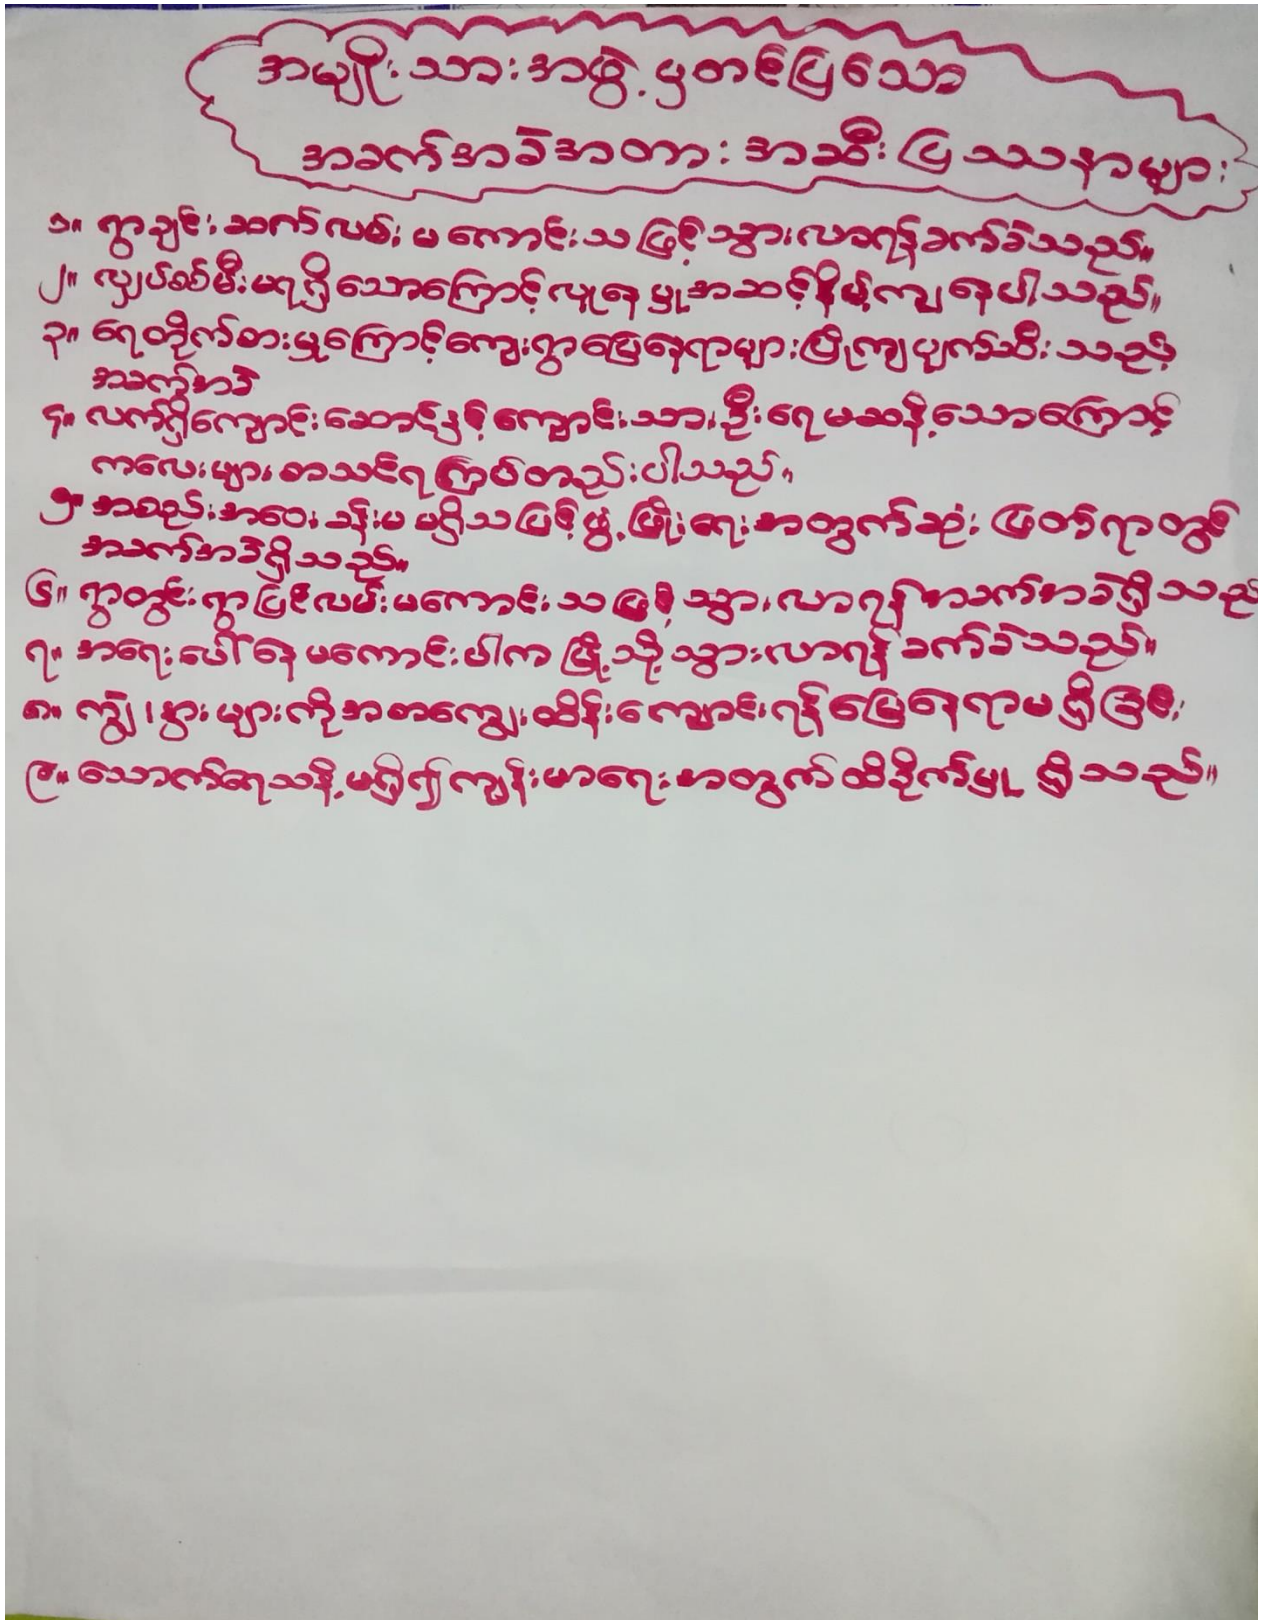 အမျိုးသားအဖွဲ့မှတင်ပြသော
အခက်အခဲအတားအဆီးပြဿနာများ
၁။ ရွာချင်းဆက်လမ်းမကောင်းသဖြင့်သွားလာရန်ခက်ခဲသည်။
၂။ လျှပ်စစ်မီးမရရှိသောကြောင့်လူနေမှုအဆင့်နိမ့်ကျနေပါသည်။
၃။ ရေတိုက်စားမှုကြောင့်ကျေးရွာမြေနေရာများပြိုကျပျက်ဆီးသည့်
အခက်အခဲ
၄။ လက်ရှိကျောင်းဆောင်နှင့်ကျောင်းသားဦးရေမဆန့်သောကြောင့်
ကလေးများစာသင်ရကြပ်တည်းပါသည်။
၅။ အစည်းအဝေးခန်းမမရှိသဖြင့်ဖွံ့ဖြိုးရေးအတွက်ဆုံးဖြတ်ရာတွင်
အခက်အခဲရှိသည်။
၆။ ရွာတွင်းရွာပြင်လမ်းမကောင်းသဖြင့်သွားလာရန်အခက်အခဲရှိသည်
၇။ အရေးပေါ်နေမကောင်းပါကမြို့သို့သွားလာရန်ခက်ခဲသည်။
၈။ ကျွဲ၊နွားများကိုအစာကျွေးထိန်းကျောင်းရန်မြေနေရာမရှိခြင်း
၉။ သောက်ရေသန့်မရှိ၍ကျန်းမာရေးအတွက်ထိခိုက်မှုရှိသည်။